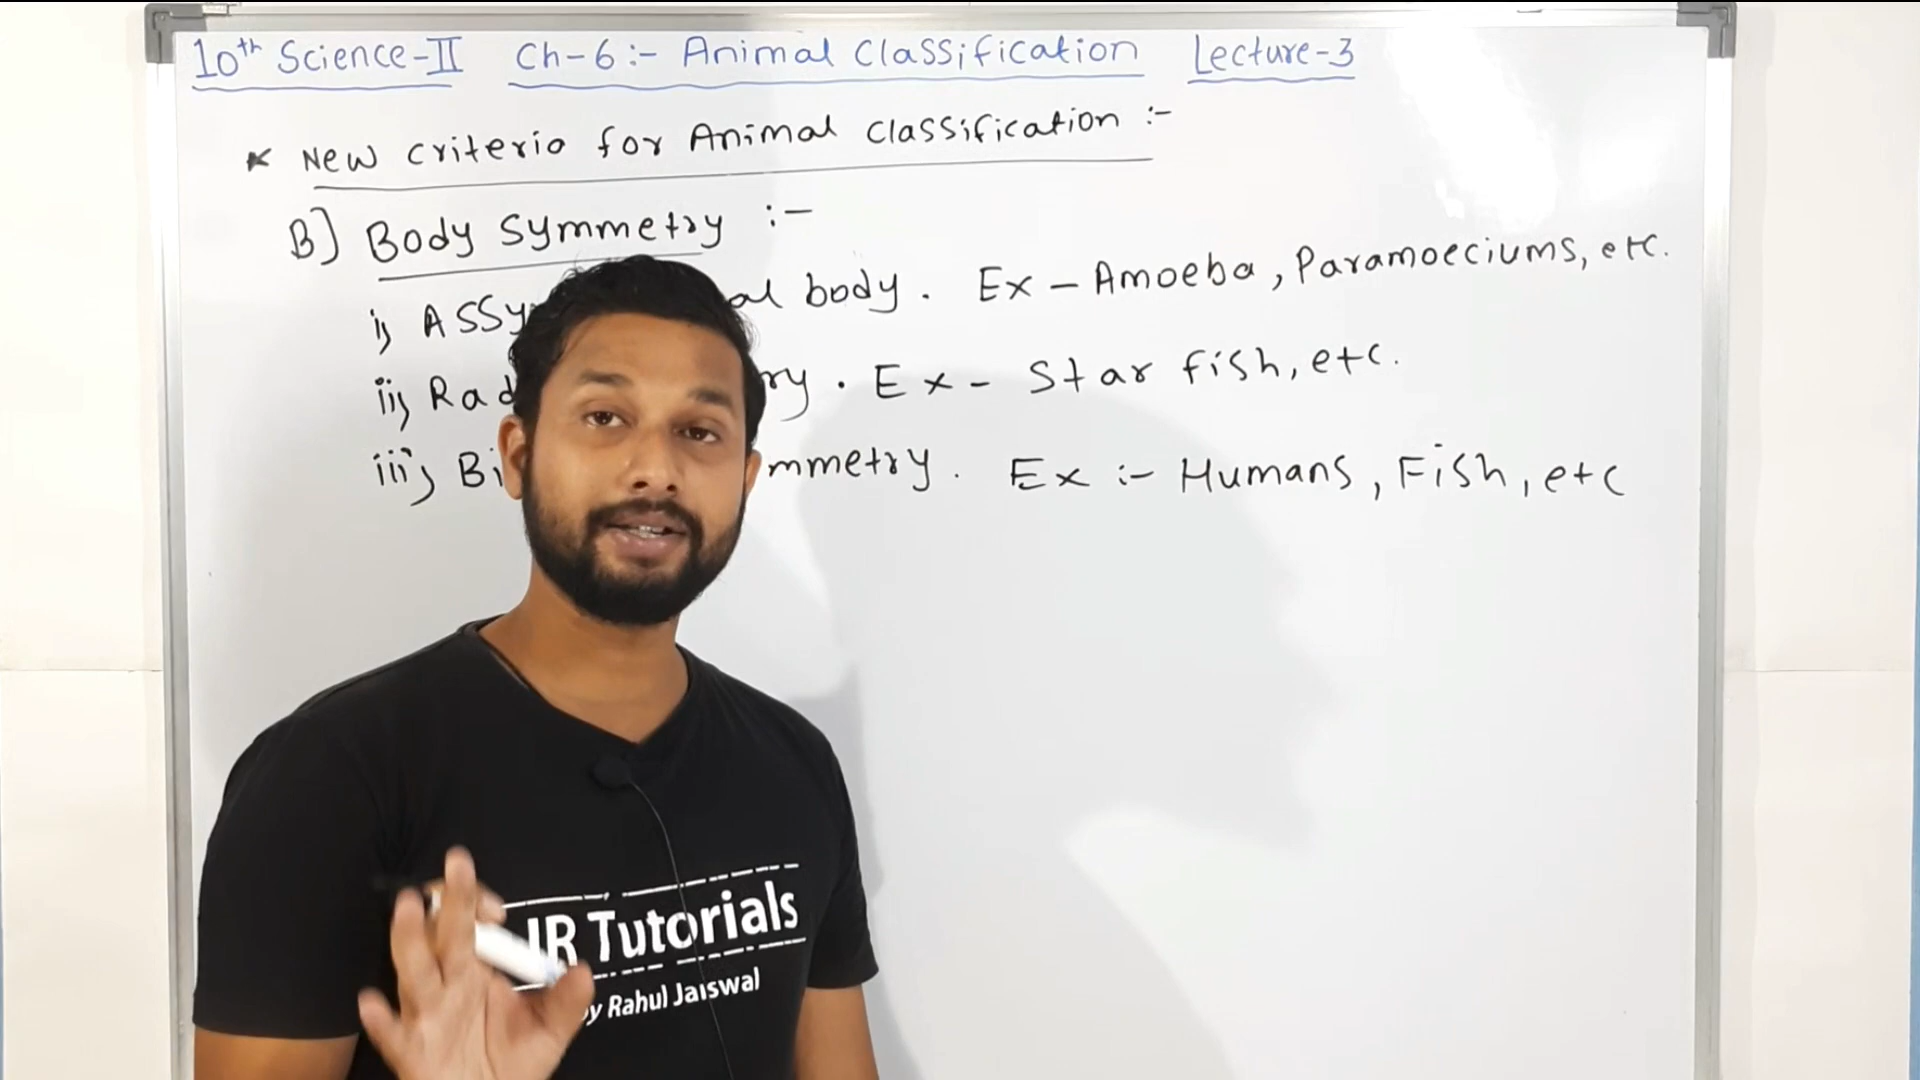 10th Science-II Ch-6:- Animal Classification Lecture-3
* New criteria for Animal Classification :-
B) Body Symmetry :-
i) ASSy al body. Ex - Amoeba, Paramoeciums, etc.
ii) Rad ry. Ex - Star fish, etc.
iii) Bi mmetry. Ex :- Humans, Fish, etc
JR Tutorials
by Rahul Jaiswal